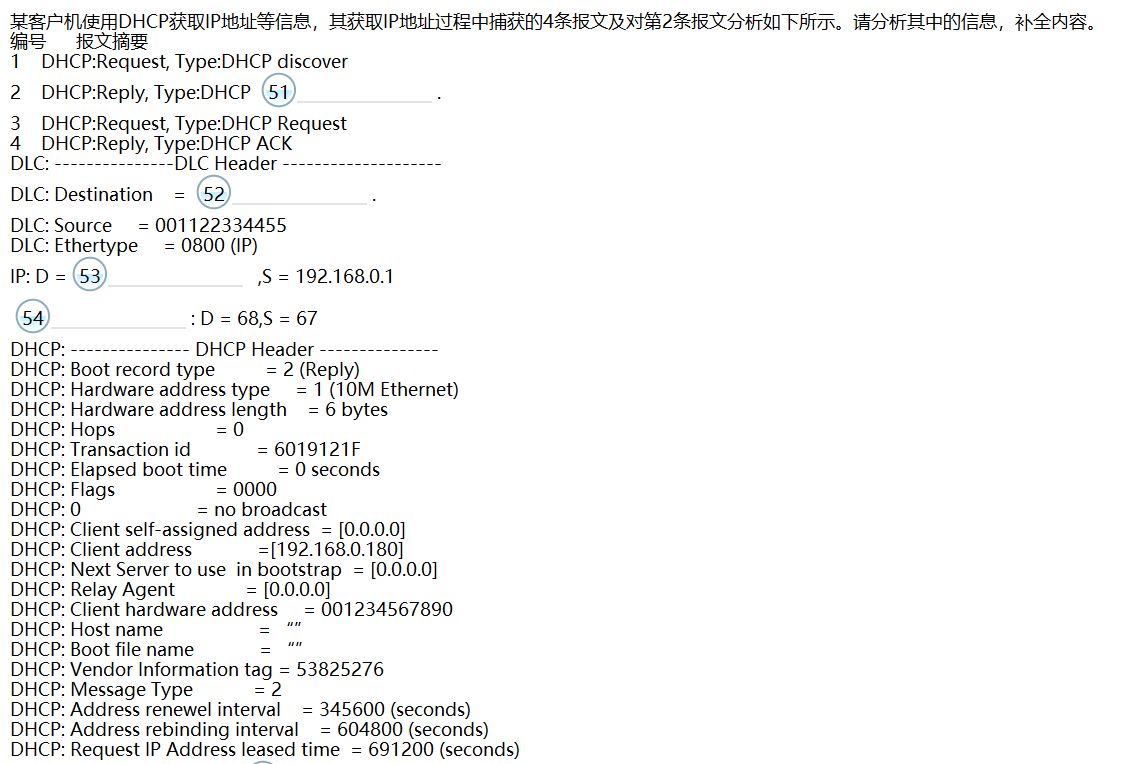 某客户机使用DHCP获取IP地址等信息，其获取IP地址过程中捕获的4条报文及对第2条报文分析如下所示。请分析其中的信息，补全内容。
编号 报文摘要
1 DHCP:Request, Type:DHCP discover
2 DHCP:Reply, Type:DHCP 51 ________ .
3 DHCP:Request, Type:DHCP Request
4 DHCP:Reply, Type:DHCP ACK
DLC: ---------------DLC Header --------------------
DLC: Destination = 52 ________ .
DLC: Source = 001122334455
DLC: Ethertype = 0800 (IP)
IP: D = 53 ________ ,S = 192.168.0.1
54 ________ : D = 68,S = 67
DHCP: --------------- DHCP Header ---------------
DHCP: Boot record type = 2 (Reply)
DHCP: Hardware address type = 1 (10M Ethernet)
DHCP: Hardware address length = 6 bytes
DHCP: Hops = 0
DHCP: Transaction id = 6019121F
DHCP: Elapsed boot time = 0 seconds
DHCP: Flags = 0000
DHCP: 0 = no broadcast
DHCP: Client self-assigned address = [0.0.0.0]
DHCP: Client address =[192.168.0.180]
DHCP: Next Server to use in bootstrap = [0.0.0.0]
DHCP: Relay Agent = [0.0.0.0]
DHCP: Client hardware address = 001234567890
DHCP: Host name = “”
DHCP: Boot file name = “”
DHCP: Vendor Information tag = 53825276
DHCP: Message Type = 2
DHCP: Address renewel interval = 345600 (seconds)
DHCP: Address rebinding interval = 604800 (seconds)
DHCP: Request IP Address leased time = 691200 (seconds)